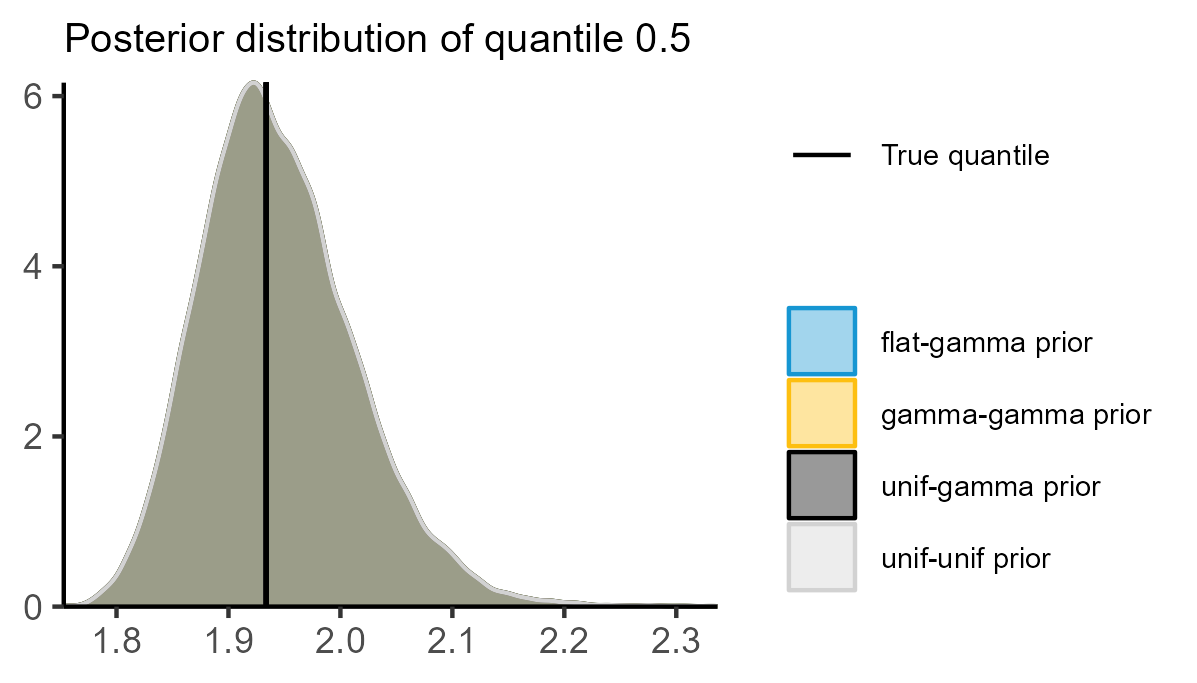 Posterior distribution of quantile 0.5
6
4
2
0
1.8 1.9 2.0 2.1 2.2 2.3
True quantile
flat-gamma prior
gamma-gamma prior
unif-gamma prior
unif-unif prior